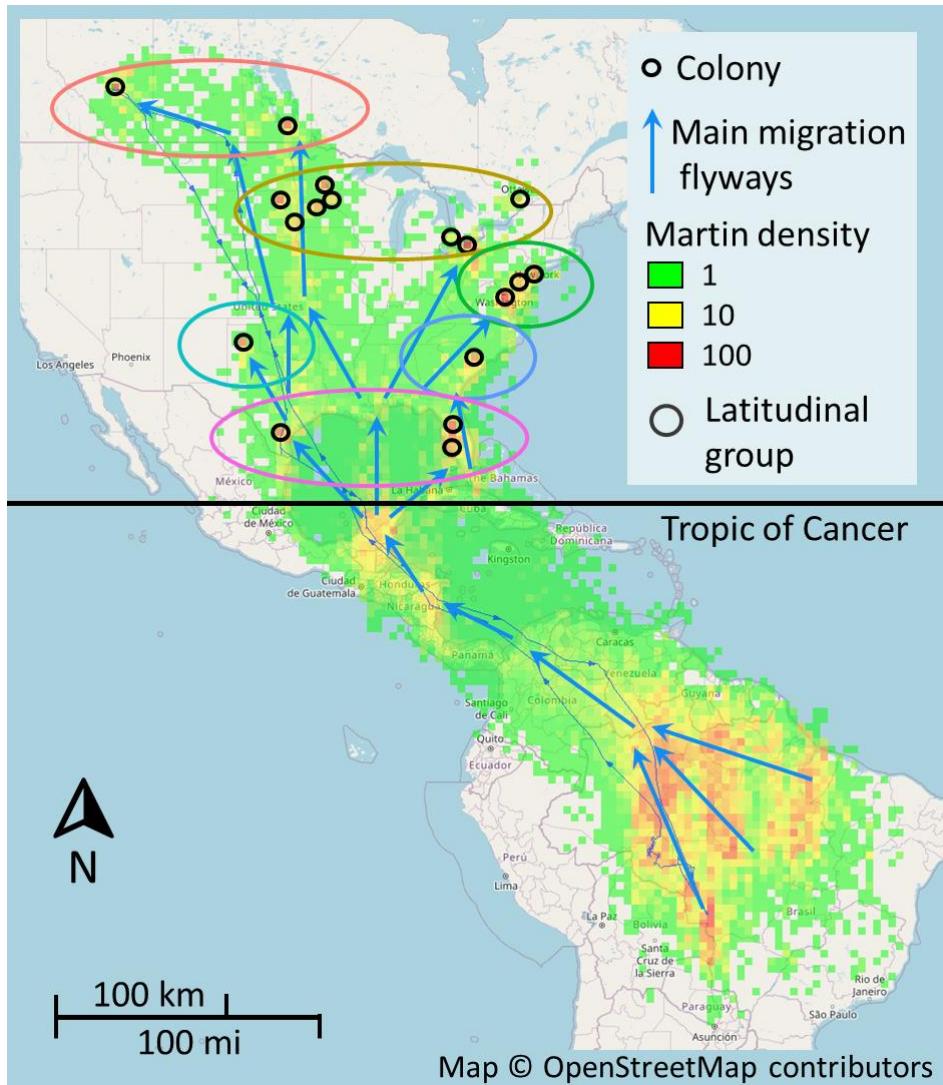 Colony
Main migration
flyways
Martin density
1
10
100
Latitudinal
group
Ottawa
New York
Washington
United States
Los Angeles
Phoenix
México
La Habana
The Bahamas
Cuba
Tropic of Cancer
Ciudad
de México
República
Dominicana
Kingston
Ciudad
de Guatemala
Honduras
Nicaragua
Panamá
Caracas
Venezuela
Guyana
Colombia
Santiago
de Cali
Quito
Ecuador
N
Perú
Lima
La Paz
Bolivia
Brasil
Santa
Cruz de
la Sierra
Rio de
Janeiro
São Paulo
Paraguay
Asunción
100 km
100 mi
Map © OpenStreetMap contributors